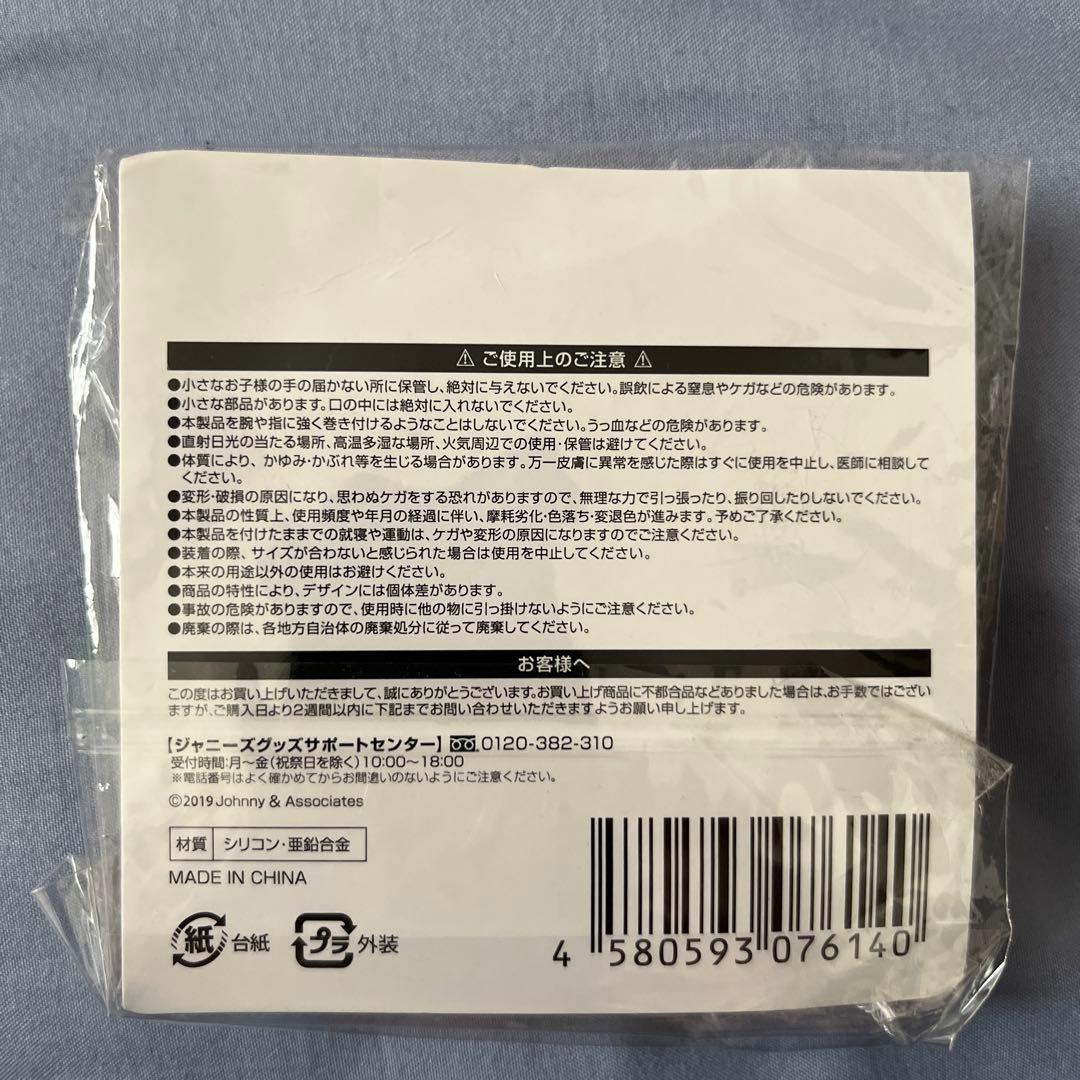 ⚠ ご使用上のご注意 ⚠
●小さなお子様の手の届かない所に保管し、絶対に与えないでください。誤飲による窒息やケガなどの危険があります。
●小さな部品があります。口の中には絶対に入れないでください。
●本製品を腕や指に強く巻き付けるようなことはしないでください。うっ血などの危険があります。
●直射日光の当たる場所、高温多湿な場所、火気周辺での使用・保管は避けてください。
●体質により、かゆみ・かぶれ等を生じる場合があります。万一皮膚に異常を感じた際はすぐに使用を中止し、医師に相談して
ください。
●変形・破損の原因になり、思わぬケガをする恐れがありますので、無理な力で引っ張ったり、振り回したりしないでください。
●本製品の性質上、使用頻度や年月の経過に伴い、摩耗劣化・色落ち・変退色が進みます。予めご了承ください。
●本製品を付けたままでの就寝や運動は、ケガや変形の原因になりますのでご注意ください。
●装着の際、サイズが合わないと感じられた場合は使用を中止してください。
●本来の用途以外の使用はお避けください。
●商品の特性により、デザインには個体差があります。
●事故の危険がありますので、使用時に他の物に引っ掛けないようにご注意ください。
●廃棄の際は、各地方自治体の廃棄処分に従って廃棄してください。
お客様へ
この度はお買い上げいただきまして、誠にありがとうございます。お買い上げ商品に不都合品などありました場合は、お手数ではござい
ますが、ご購入日より2週間以内に下記までお問い合わせいただきますようお願い申し上げます。
【ジャニーズグッズサポートセンター】 0120-382-310
受付時間:月～金(祝祭日を除く)10:00～18:00
※電話番号はよく確かめてからお間違いのないようにご注意ください。
©2019 Johnny & Associates
材質 シリコン・亜鉛合金
MADE IN CHINA
紙 台紙 プラ 外装
4 580593 076140